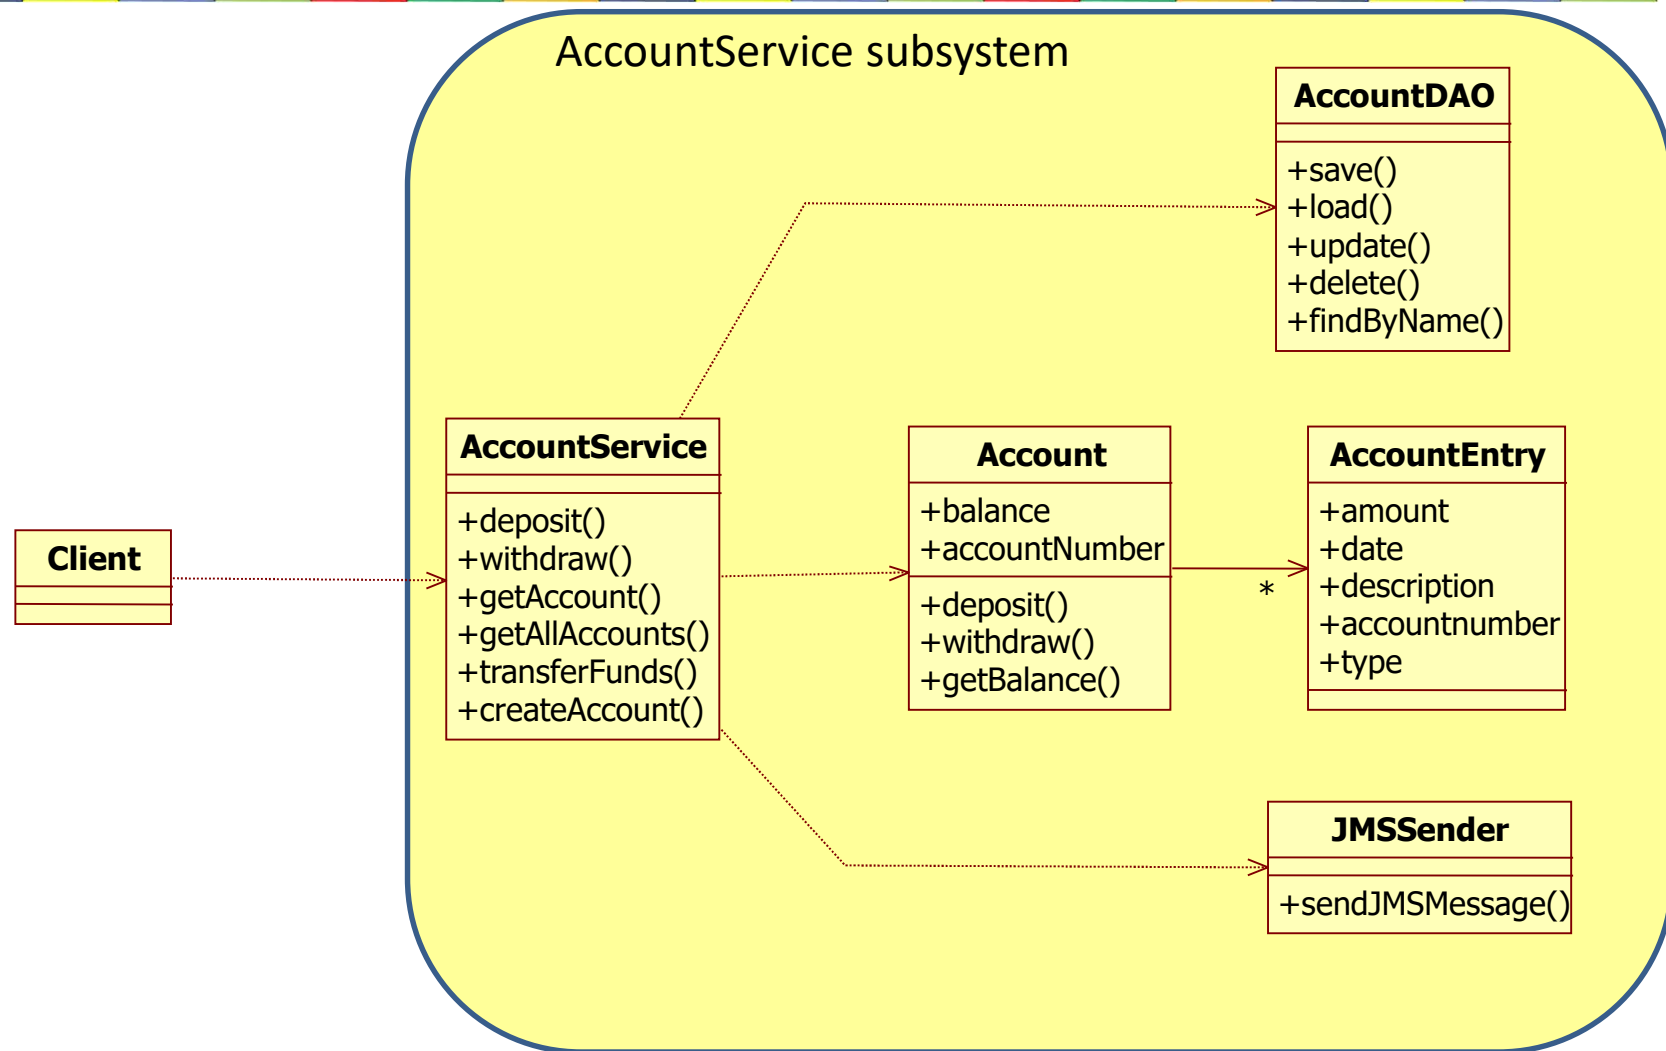 AccountService subsystem
AccountDAO
+save()
+load()
+update()
+delete()
+findByName()
Client
AccountService
+deposit()
+withdraw()
+getAccount()
+getAllAccounts()
+transferFunds()
+createAccount()
Account
+balance
+accountNumber
+deposit()
+withdraw()
+getBalance()
*
AccountEntry
+amount
+date
+description
+accountnumber
+type
JMSSender
+sendJMSMessage()